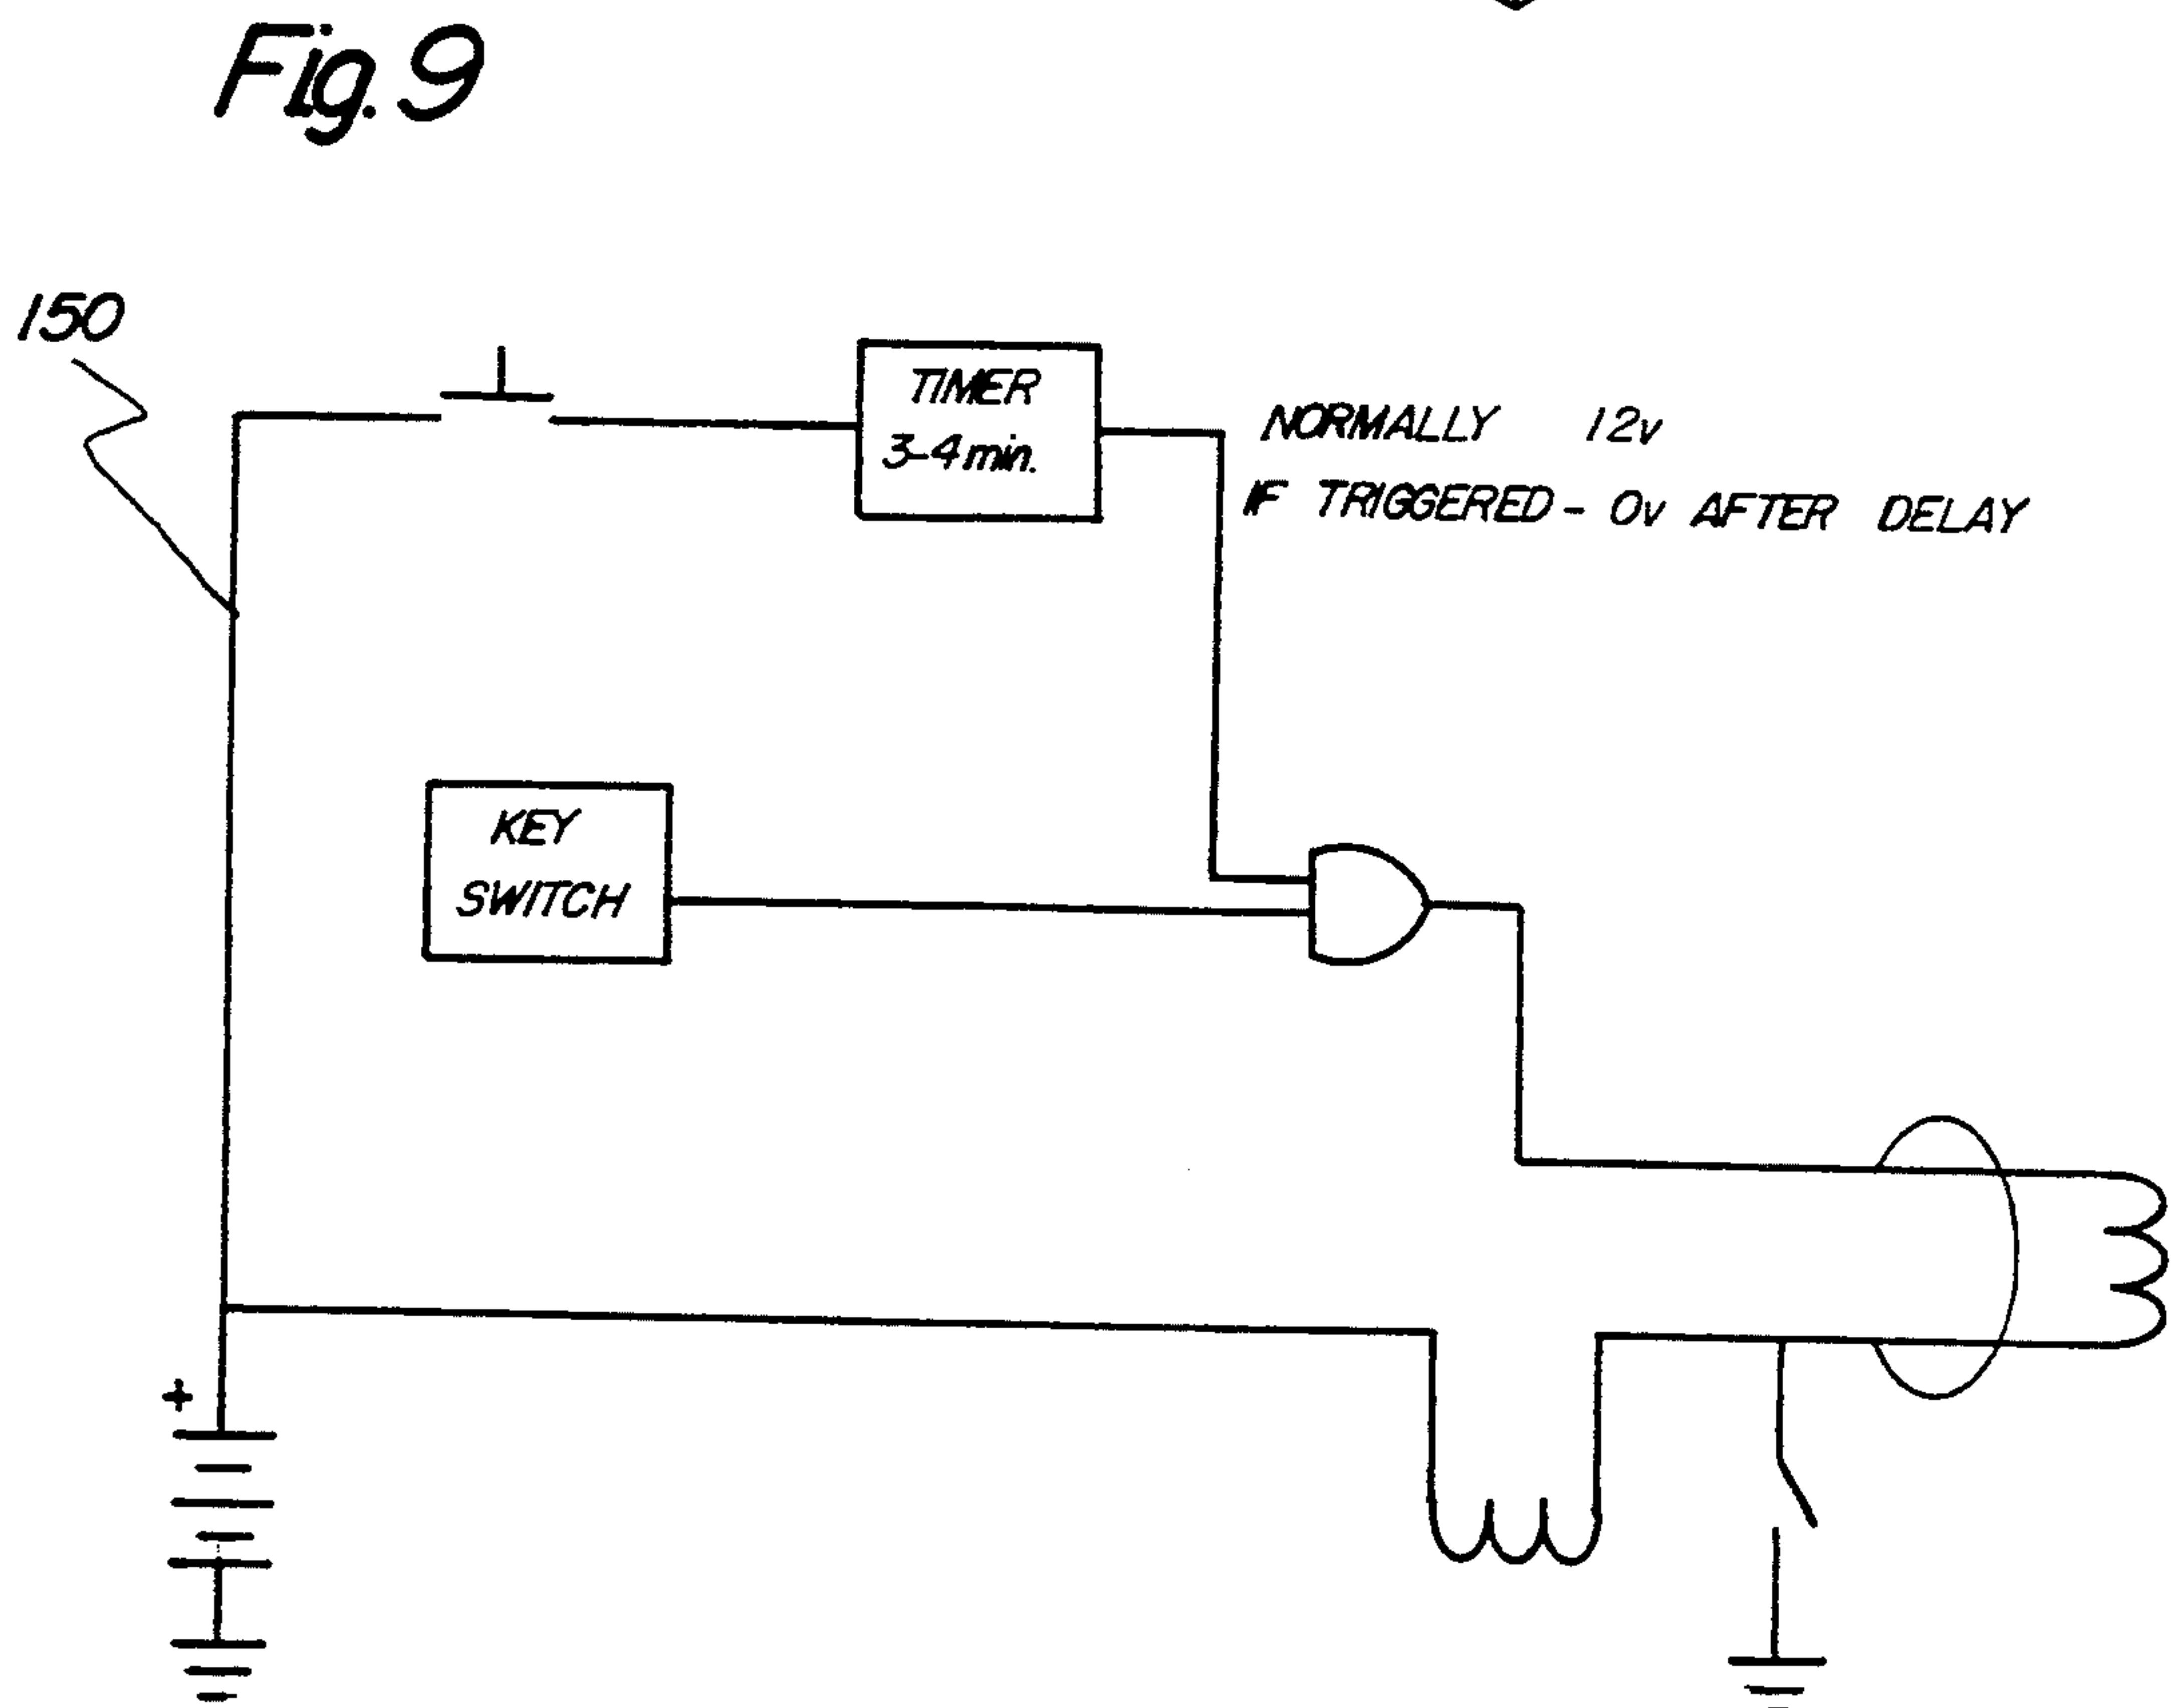 Fig. 9
150
TIMER
3-4 min.
NORMALLY 12v
IF TRIGGERED - 0v AFTER DELAY
KEY
SWITCH
+